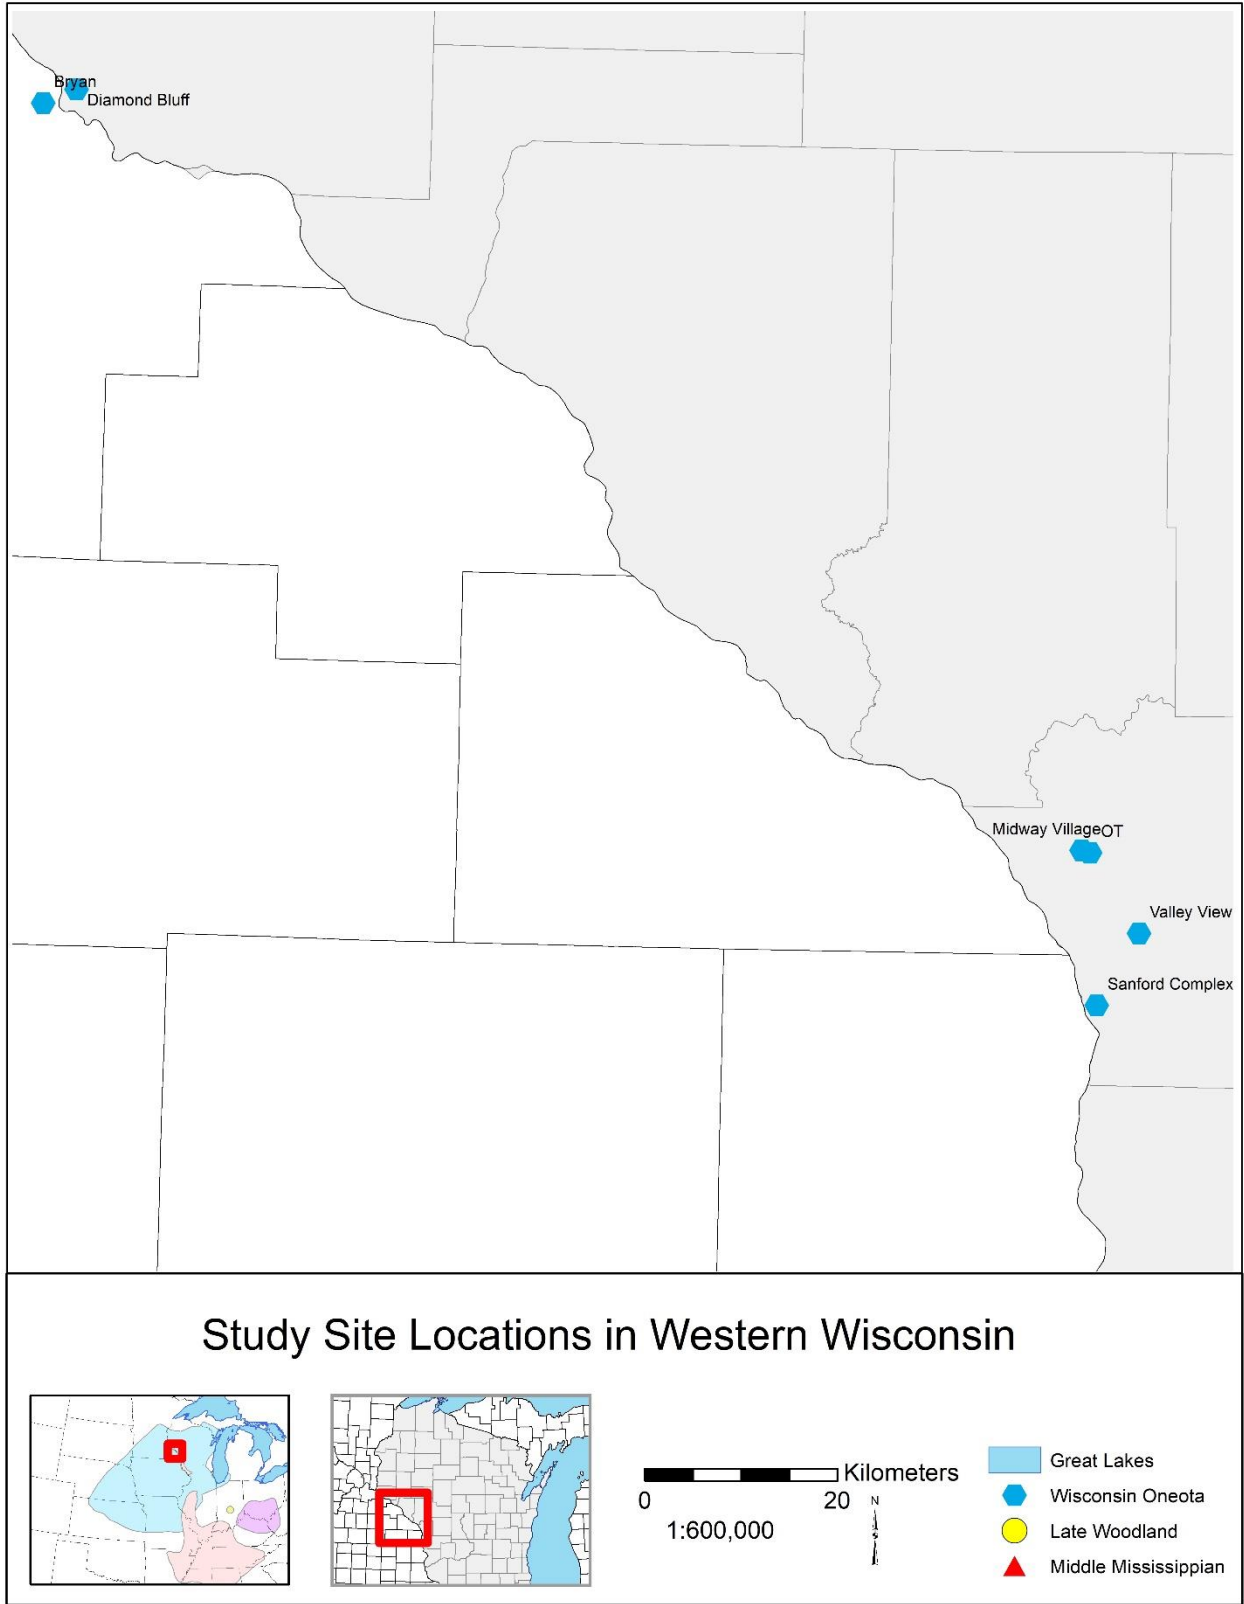 Bryan
Diamond Bluff
Midway Village
OT
Valley View
Sanford Complex
Study Site Locations in Western Wisconsin
Kilometers
0 20
1:600,000
N
Great Lakes
Wisconsin Oneota
Late Woodland
Middle Mississippian